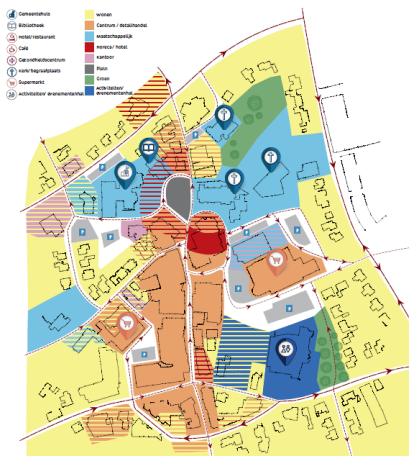 Gemeentehuis
Bibliotheek
Hotel/restaurant
Café
Gezondheidscentrum
Kerk/begraafplaats
Supermarkt
Activiteiten/ evenementenhal
Wonen
Centrum / detailhandel
Maatschappelijk
Horeca/ hotel
Kantoor
Plein
Groen
Activiteiten/
evenementenhal
P
P
P
P
P
P
P
P